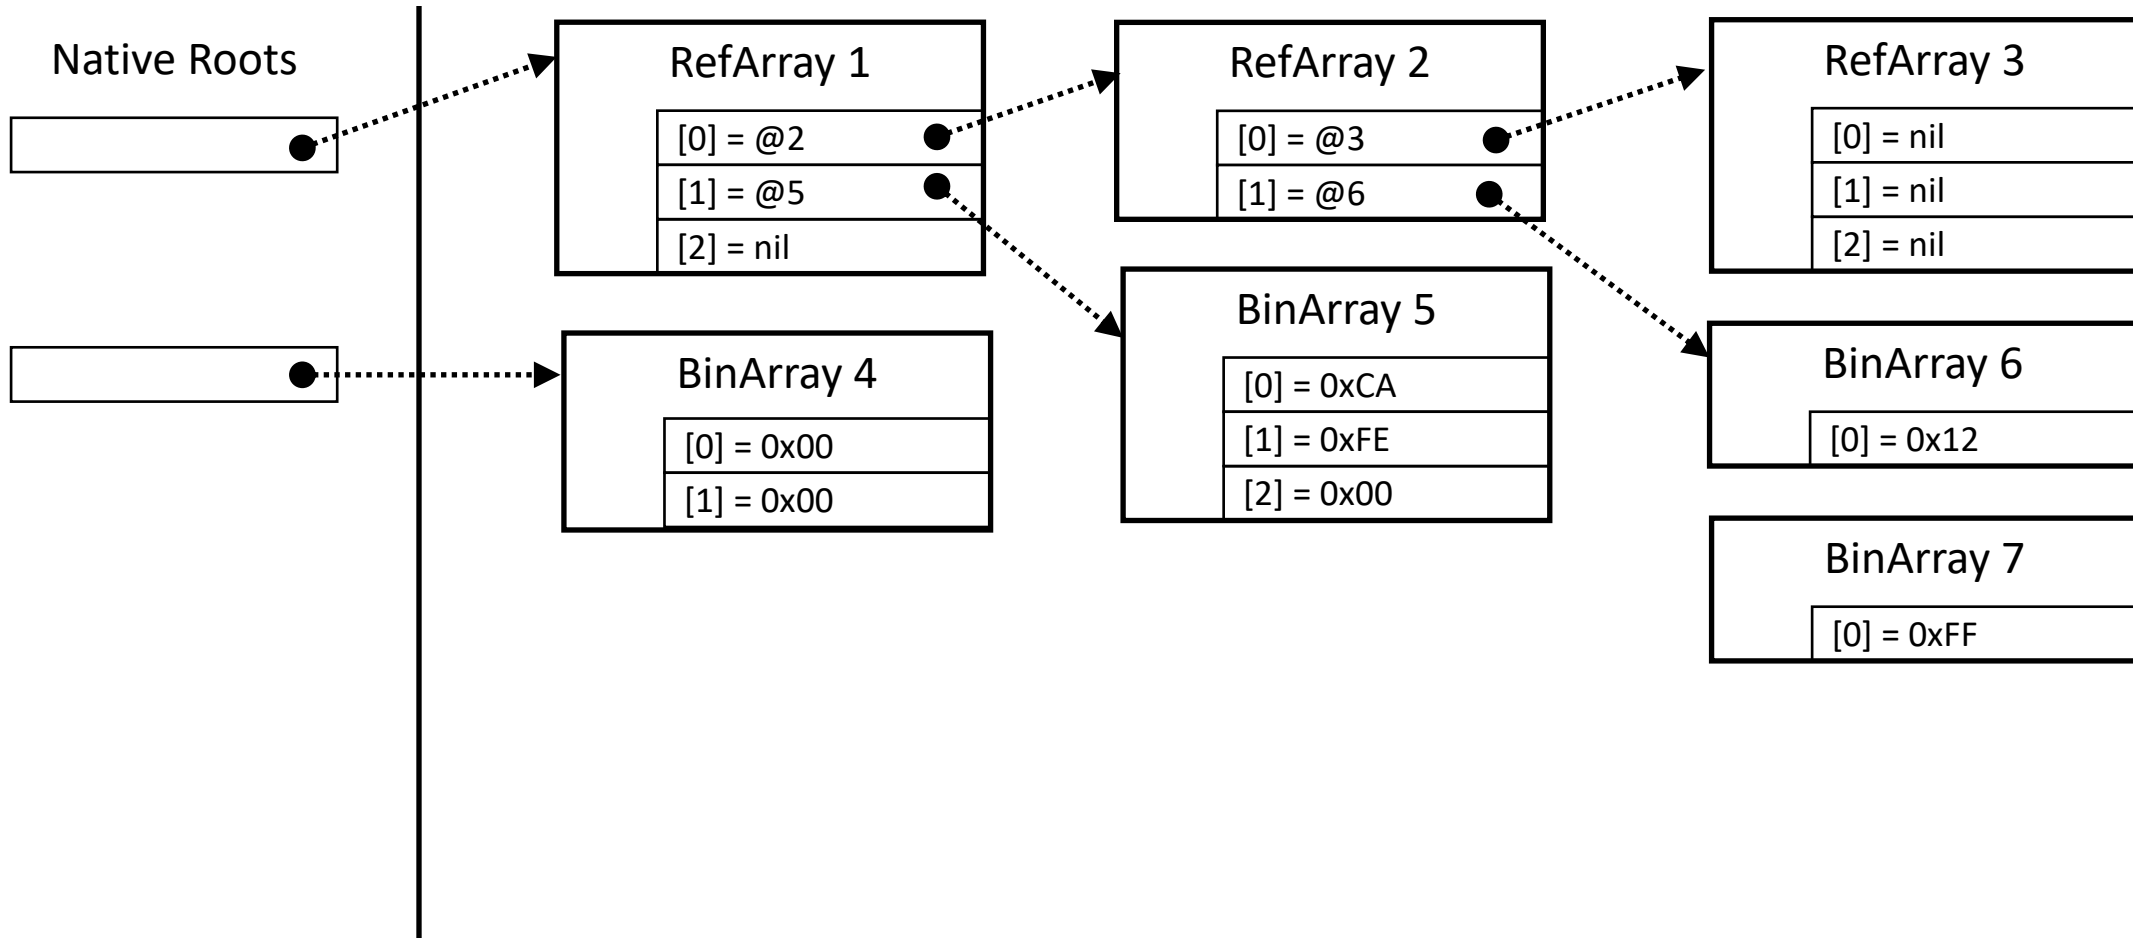 Native Roots
RefArray 1
[0] = @2
[1] = @5
[2] = nil
RefArray 2
[0] = @3
[1] = @6
RefArray 3
[0] = nil
[1] = nil
[2] = nil
BinArray 4
[0] = 0x00
[1] = 0x00
BinArray 5
[0] = 0xCA
[1] = 0xFE
[2] = 0x00
BinArray 6
[0] = 0x12
BinArray 7
[0] = 0xFF